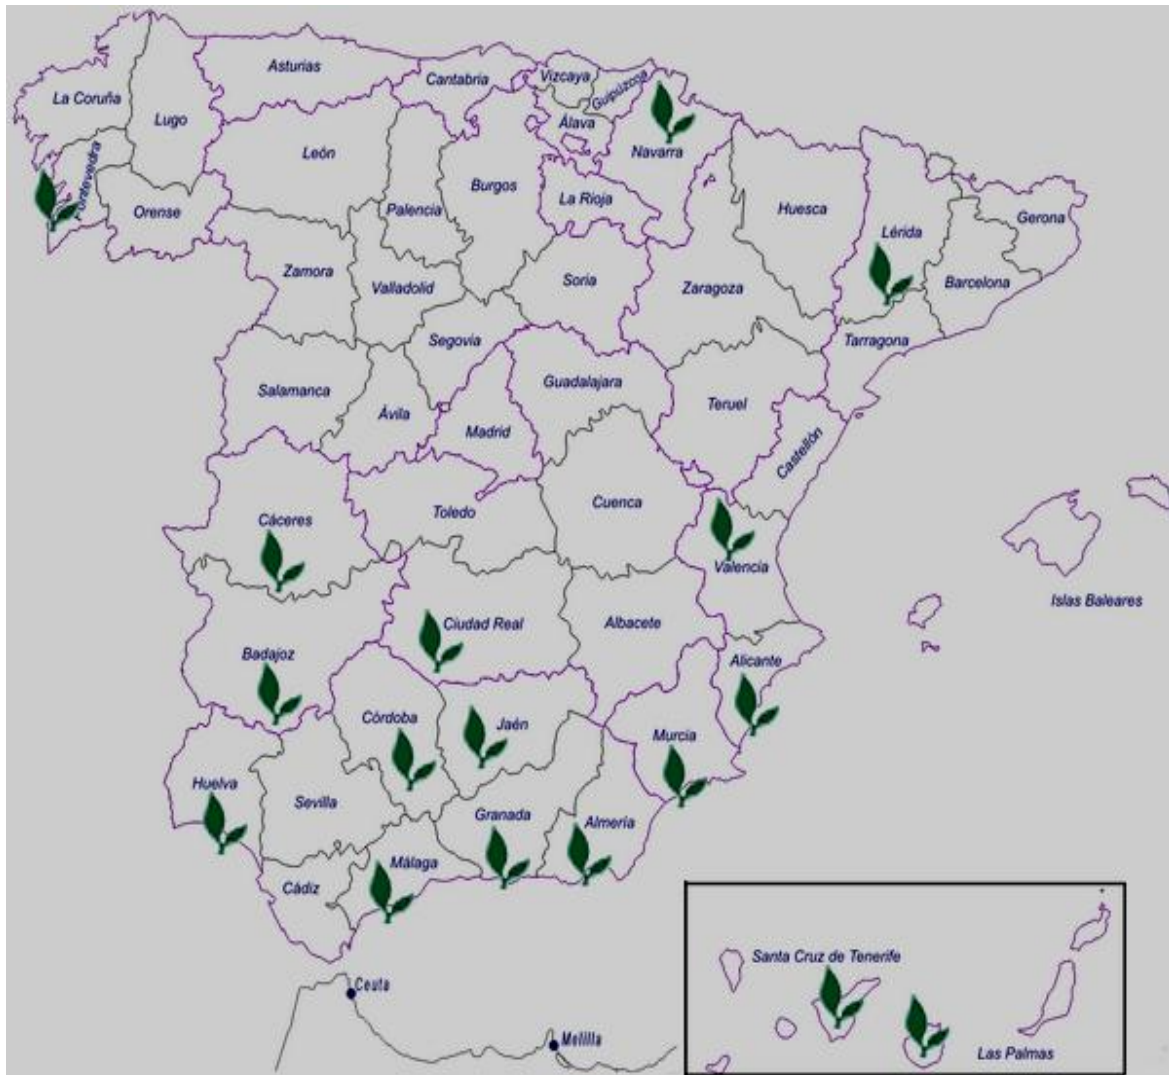 Asturias
Cantabria
Vizcaya
Guipúzcoa
La Coruña
Lugo
Álava
Navarra
León
Pontevedra
Burgos
La Rioja
Huesca
Orense
Palencia
Lérida
Gerona
Zamora
Valladolid
Soria
Zaragoza
Barcelona
Segovia
Tarragona
Salamanca
Guadalajara
Ávila
Madrid
Teruel
Castellón
Cuenca
Cáceres
Toledo
Valencia
Islas Baleares
Ciudad Real
Albacete
Badajoz
Alicante
Córdoba
Jaén
Murcia
Huelva
Sevilla
Granada
Almería
Málaga
Cádiz
Santa Cruz de Tenerife
Ceuta
Melilla
Las Palmas